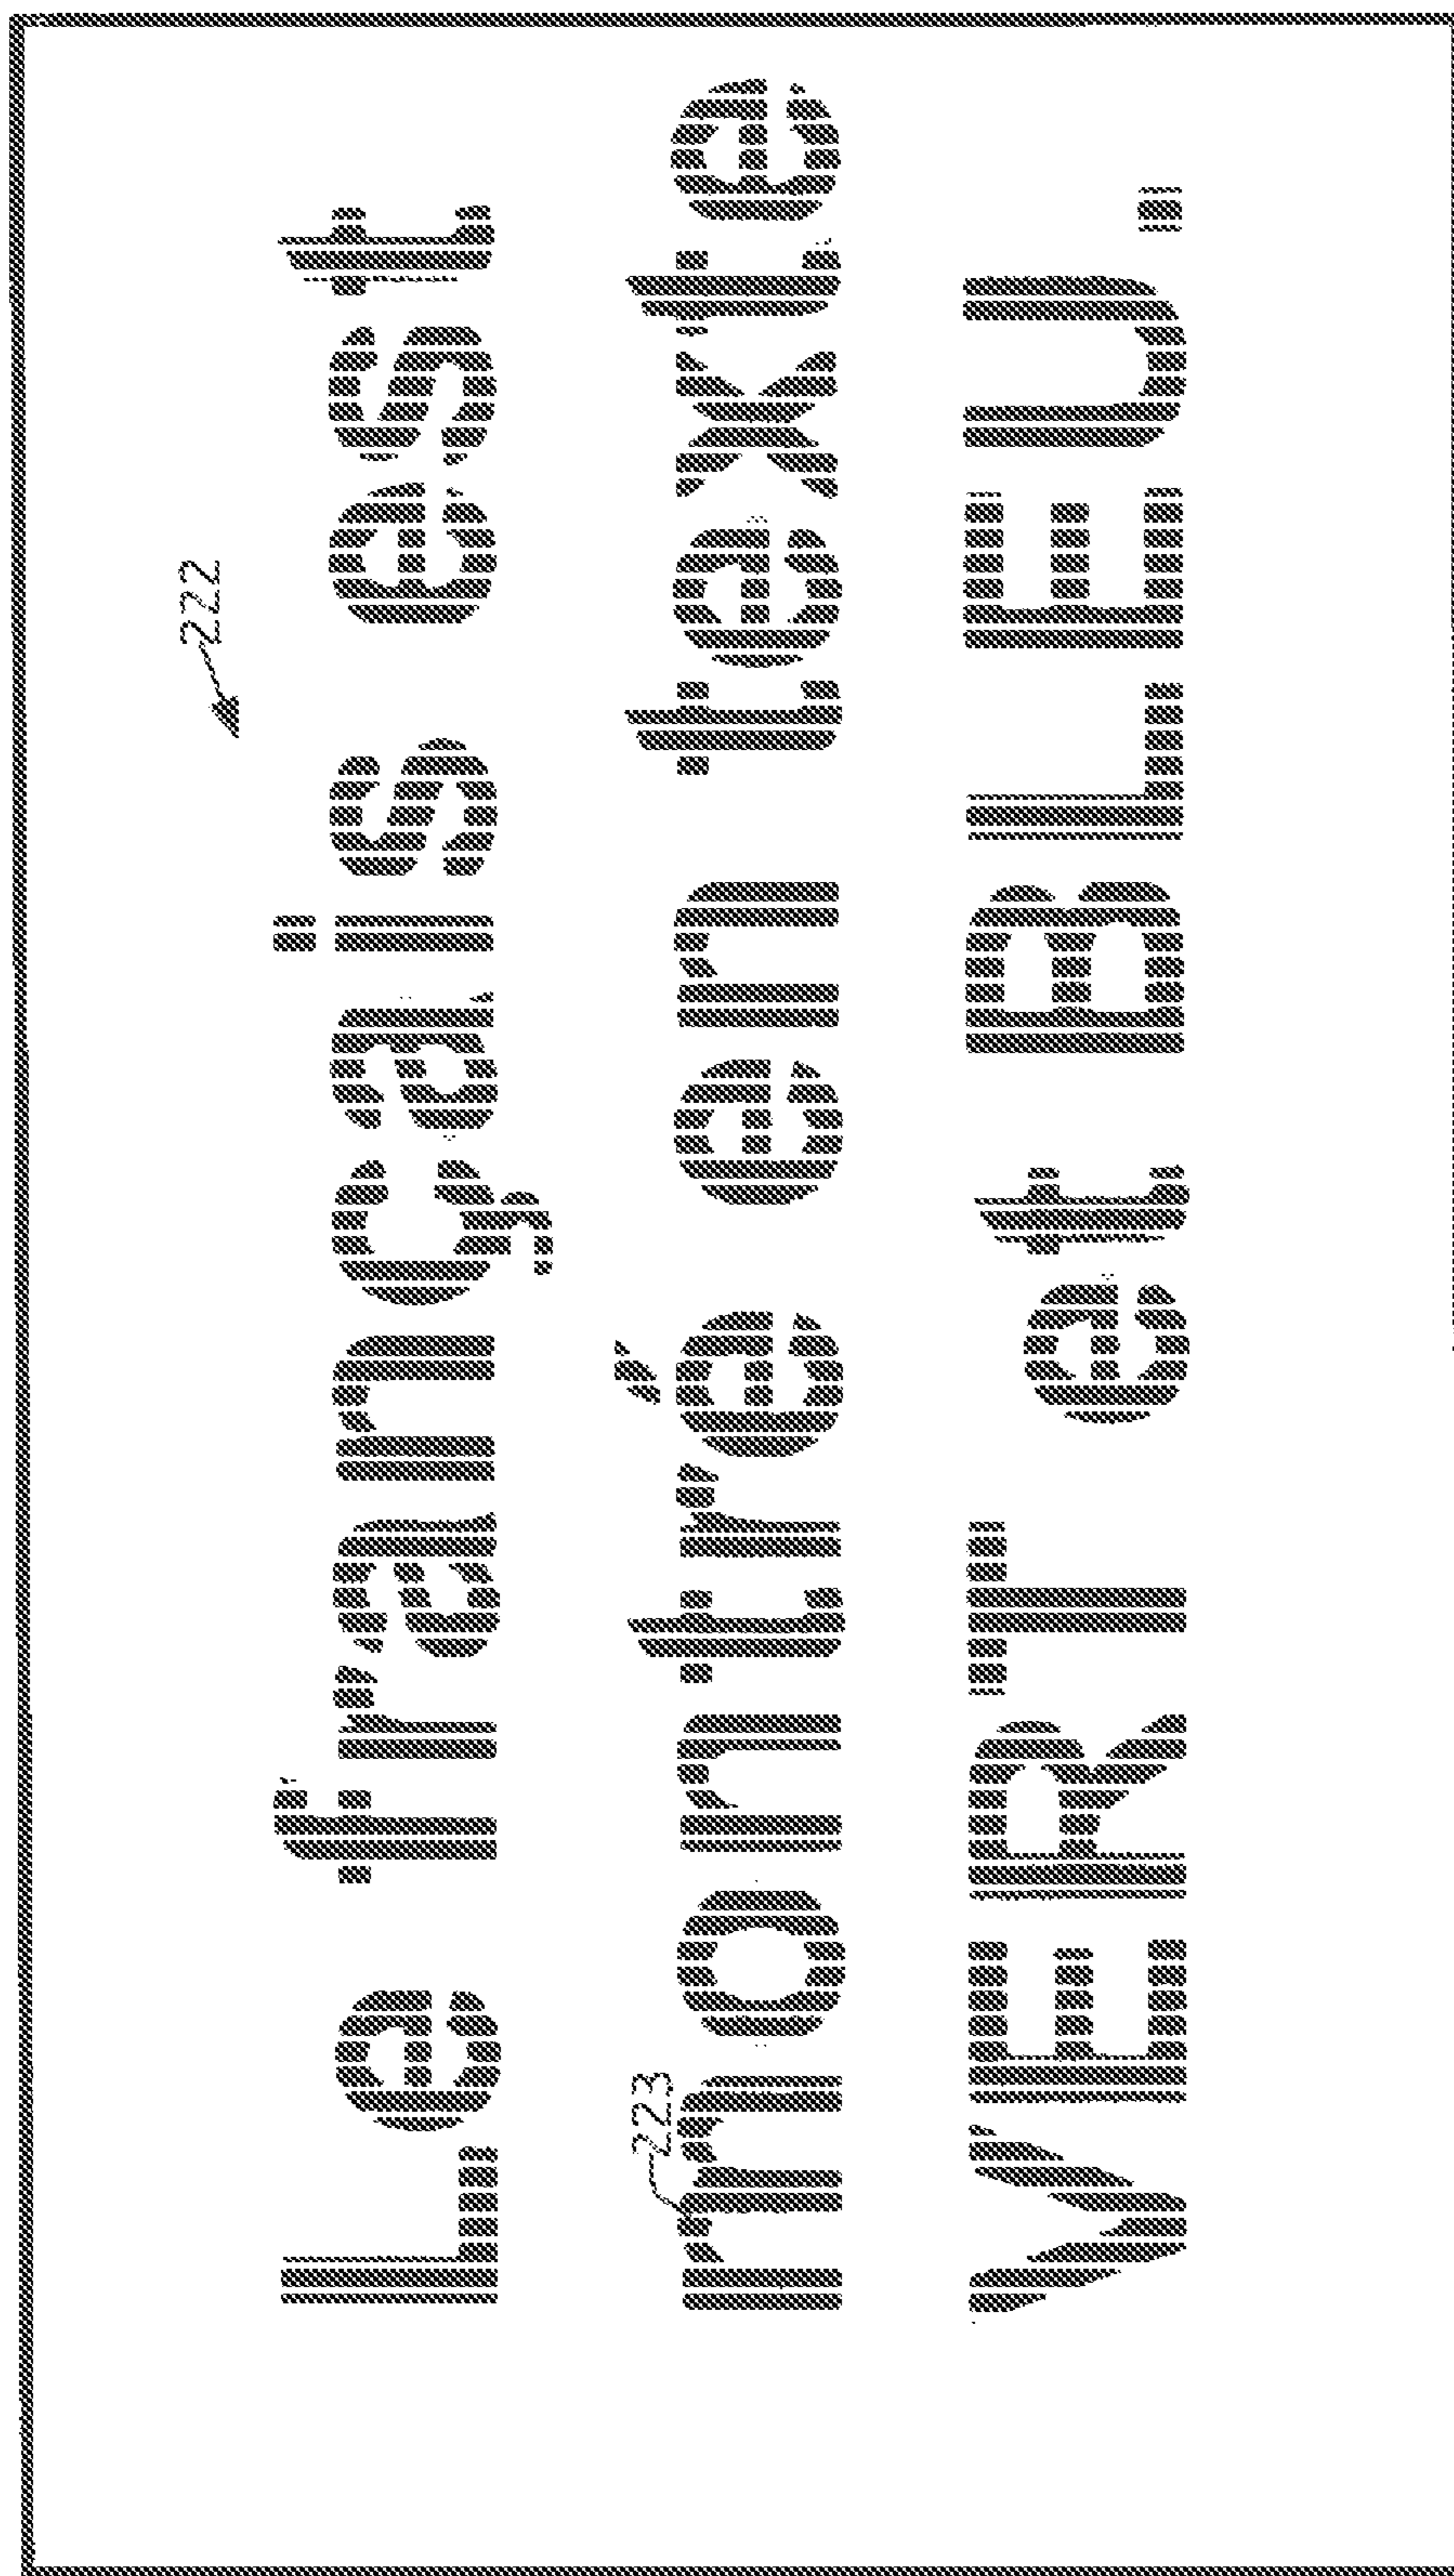 222
Le français est
223
montré en texte
VERT et BLEU.